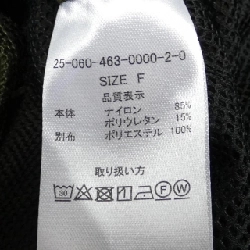 25-060-463-0000-2-0
SIZE F
品質表示
本体 ナイロン 85%
ポリウレタン 15%
別布 ポリエステル 100%
取り扱い方
30 F W